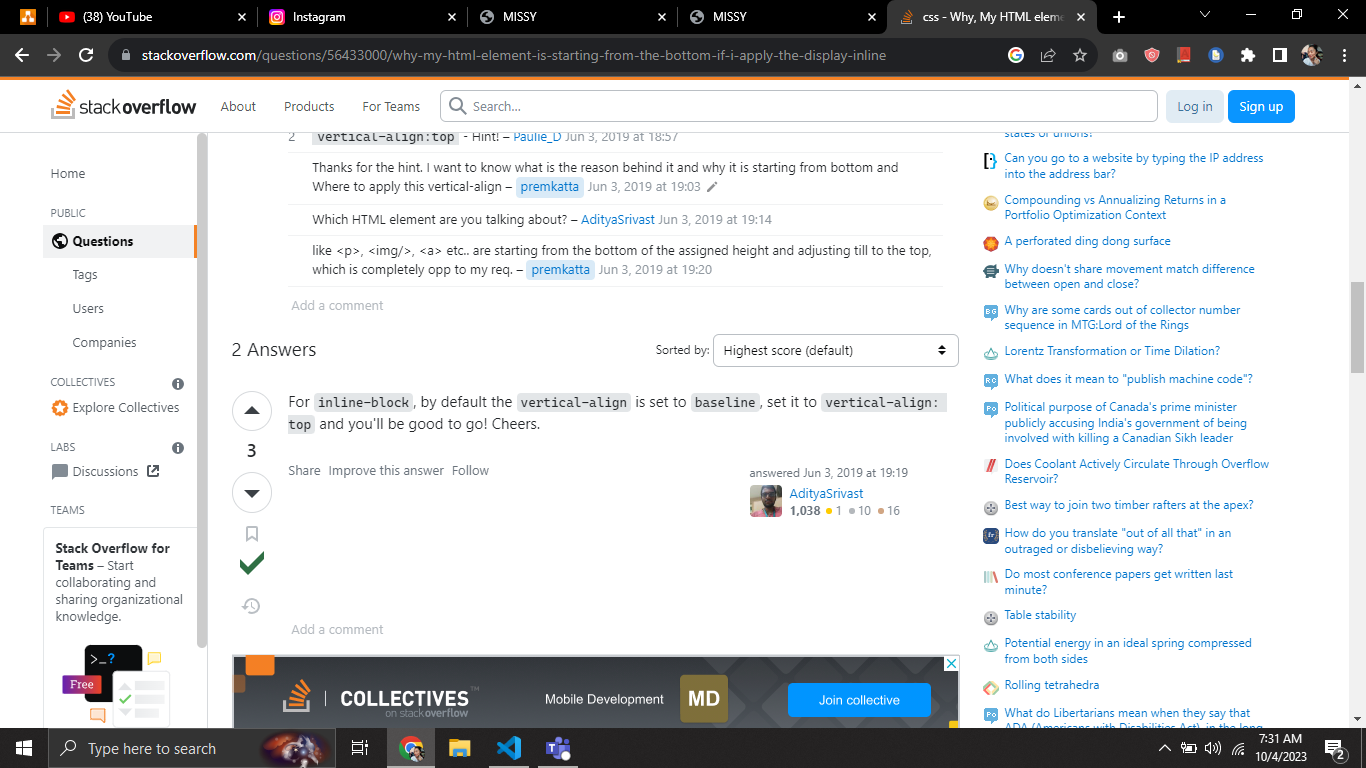 (38) YouTube
Instagram
MISSY
MISSY
css - Why, My HTML eleme
stackoverflow.com/questions/56433000/why-my-html-element-is-starting-from-the-bottom-if-i-apply-the-display-inline
stackoverflow
About
Products
For Teams
Search...
Log in
Sign up
Home
PUBLIC
Questions
Tags
Users
Companies
COLLECTIVES
Explore Collectives
LABS
Discussions
TEAMS
Stack Overflow for
Teams – Start
collaborating and
sharing organizational
knowledge.
>_?
Free
2 vertical-align:top - Hint! – Paulie_D Jun 3, 2019 at 18:57
Thanks for the hint. I want to know what is the reason behind it and why it is starting from bottom and
Where to apply this vertical-align – premkatta Jun 3, 2019 at 19:03
Which HTML element are you talking about? – AdityaSrivast Jun 3, 2019 at 19:14
like <p>, <img/>, <a> etc.. are starting from the bottom of the assigned height and adjusting till to the top,
which is completely opp to my req. – premkatta Jun 3, 2019 at 19:20
Add a comment
2 Answers
Sorted by:
Highest score (default)
For inline-block, by default the vertical-align is set to baseline, set it to vertical-align:
top and you'll be good to go! Cheers.
3
Share Improve this answer Follow
answered Jun 3, 2019 at 19:19
AdityaSrivast
1,038 1 10 16
Add a comment
COLLECTIVES™
on stackoverflow
Mobile Development
MD
Join collective
states or unions?
Can you go to a website by typing the IP address
into the address bar?
Compounding vs Annualizing Returns in a
Portfolio Optimization Context
A perforated ding dong surface
Why doesn't share movement match difference
between open and close?
Why are some cards out of collector number
sequence in MTG:Lord of the Rings
Lorentz Transformation or Time Dilation?
What does it mean to "publish machine code"?
Political purpose of Canada's prime minister
publicly accusing India's government of being
involved with killing a Canadian Sikh leader
Does Coolant Actively Circulate Through Overflow
Reservoir?
Best way to join two timber rafters at the apex?
How do you translate "out of all that" in an
outraged or disbelieving way?
Do most conference papers get written last
minute?
Table stability
Potential energy in an ideal spring compressed
from both sides
Rolling tetrahedra
What do Libertarians mean when they say that
ADA (Americans with Disabilities Act), in the long
Type here to search
7:31 AM
10/4/2023
2